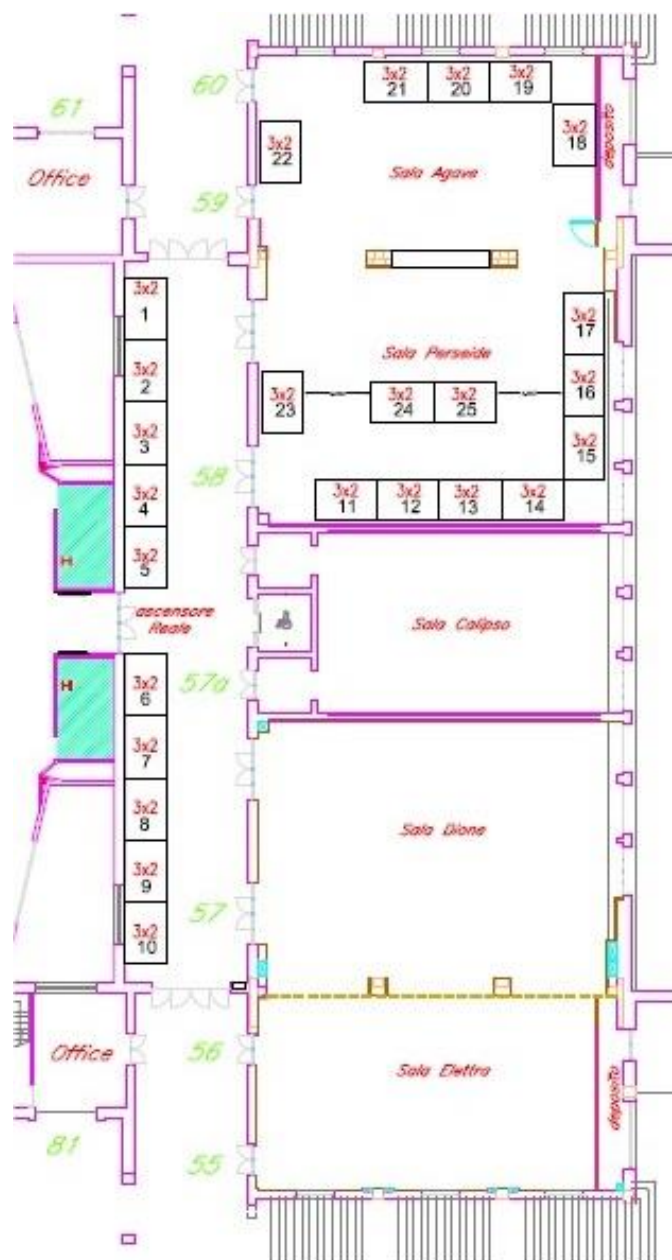 60
3x2
21
3x2
20
3x2
19
61
3x2
18
deposito
3x2
22
Office
Sala Agave
59
3x2
1
3x2
17
3x2
2
Sala Perseide
3x2
23
3x2
24
3x2
25
3x2
16
3x2
3
3x2
15
58
3x2
4
3x2
11
3x2
12
3x2
13
3x2
14
3x2
5
H
ascensore
Reale
Sala Calipso
3x2
6
H
57a
3x2
7
3x2
8
Sala Dione
3x2
9
57
3x2
10
Office
56
Sala Elettra
deposito
81
55